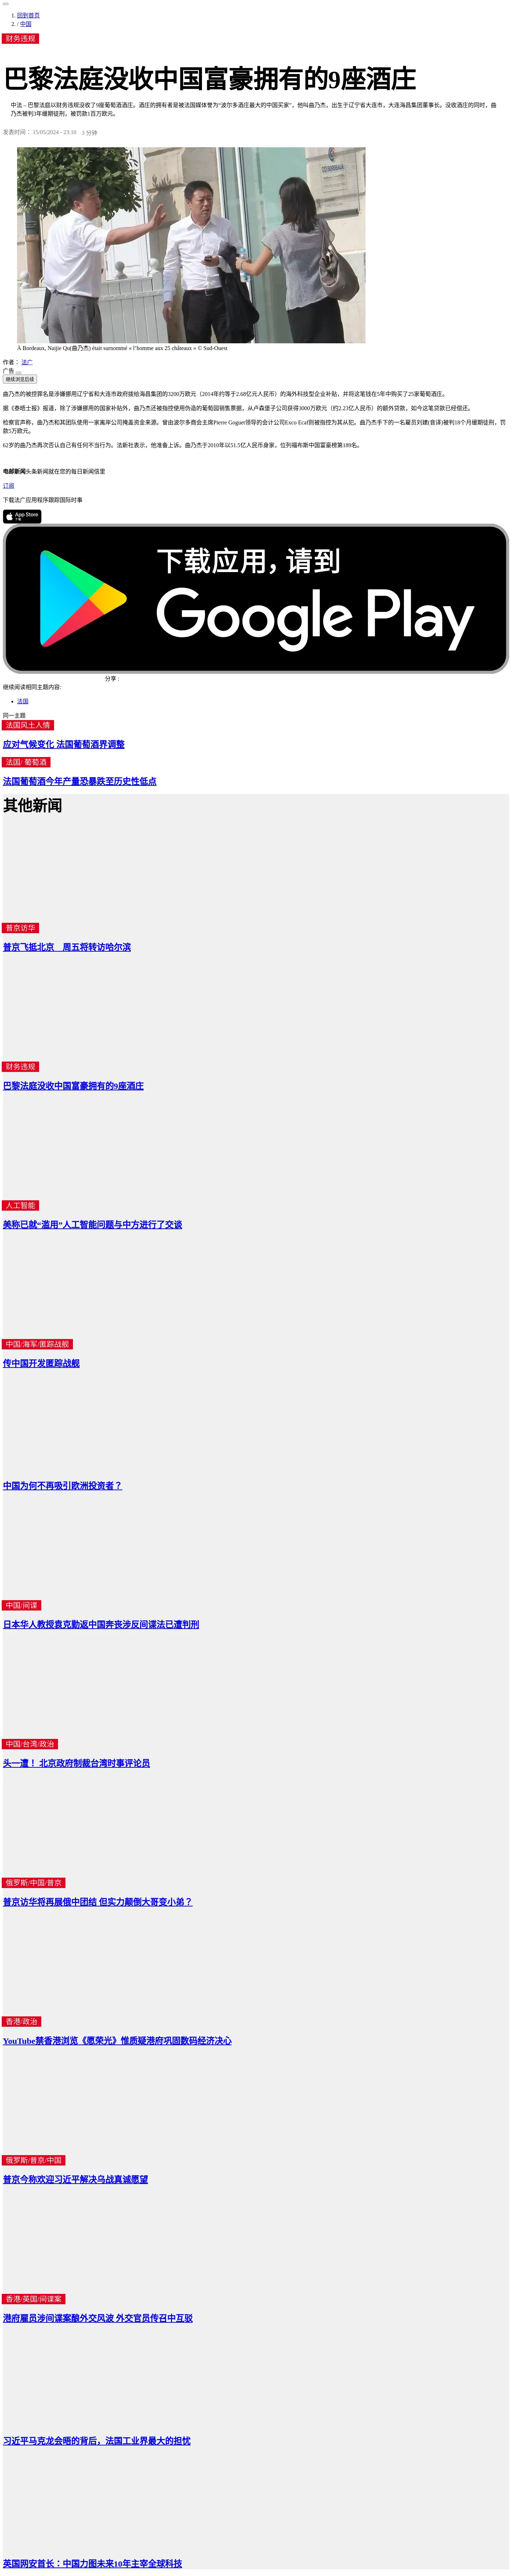 1. 回到首页
2. / 中国
财务违规
巴黎法庭没收中国富豪拥有的9座酒庄
中法 – 巴黎法庭以财务违规没收了9座葡萄酒酒庄。酒庄的拥有者是被法国媒体誉为“波尔多酒庄最大的中国买家”，他叫曲乃杰，出生于辽宁省大连市，大连海昌集团董事长。没收酒庄的同时，曲
乃杰被判3年缓期徒刑，被罚款1百万欧元。
发表时间： 15/05/2024 - 23:10 3 分钟
À Bordeaux, Naijie Qu(曲乃杰) était surnommé « l’homme aux 25 châteaux » © Sud-Ouest
作者： 法广
广告
继续浏览后续
曲乃杰的被控罪名是涉嫌挪用辽宁省和大连市政府拨给海昌集团的3200万欧元（2014年约等于2.68亿元人民币）的海外科技型企业补贴，并将这笔钱在5年中购买了25家葡萄酒庄。
据《泰晤士报》报道，除了涉嫌挪用的国家补贴外，曲乃杰还被指控使用伪造的葡萄园销售票据，从卢森堡子公司获得3000万欧元（约2.23亿人民币）的额外贷款，如今这笔贷款已经偿还。
检察官声称，曲乃杰和其团队使用一家离岸公司掩盖资金来源。曾由波尔多商会主席Pierre Goguet领导的会计公司Exco Ecaf则被指控为其从犯。曲乃杰手下的一名雇员刘建(音译)被判18个月缓期徒刑，罚
款5万欧元。
62岁的曲乃杰再次否认自己有任何不当行为。法新社表示，他准备上诉。曲乃杰于2010年以51.5亿人民币身家，位列福布斯中国富豪榜第189名。
电邮新闻头条新闻就在您的每日新闻信里
订阅
下载法广应用程序跟踪国际时事
App Store
下载
下载应用，请到
Google Play
分享 :
继续阅读相同主题内容:
法国
同一主题
法国风土人情
应对气候变化 法国葡萄酒界调整
法国/ 葡萄酒
法国葡萄酒今年产量恐暴跌至历史性低点
其他新闻
普京访华
普京飞抵北京　周五将转访哈尔滨
财务违规
巴黎法庭没收中国富豪拥有的9座酒庄
人工智能
美称已就“滥用”人工智能问题与中方进行了交谈
中国/海军/匿踪战舰
传中国开发匿踪战舰
中国为何不再吸引欧洲投资者？
中国/间谍
日本华人教授袁克勤返中国奔丧涉反间谍法已遭判刑
中国/台湾/政治
头一遭！ 北京政府制裁台湾时事评论员
俄罗斯/中国/普京
普京访华将再展俄中团结 但实力颠倒大哥变小弟？
香港/政治
YouTube禁香港浏览《愿荣光》惟质疑港府巩固数码经济决心
俄罗斯/普京/中国
普京今称欢迎习近平解决乌战真诚愿望
香港/英国/间谍案
港府雇员涉间谍案酿外交风波 外交官员传召中互驳
习近平马克龙会晤的背后，法国工业界最大的担忧
英国网安首长：中国力图未来10年主宰全球科技